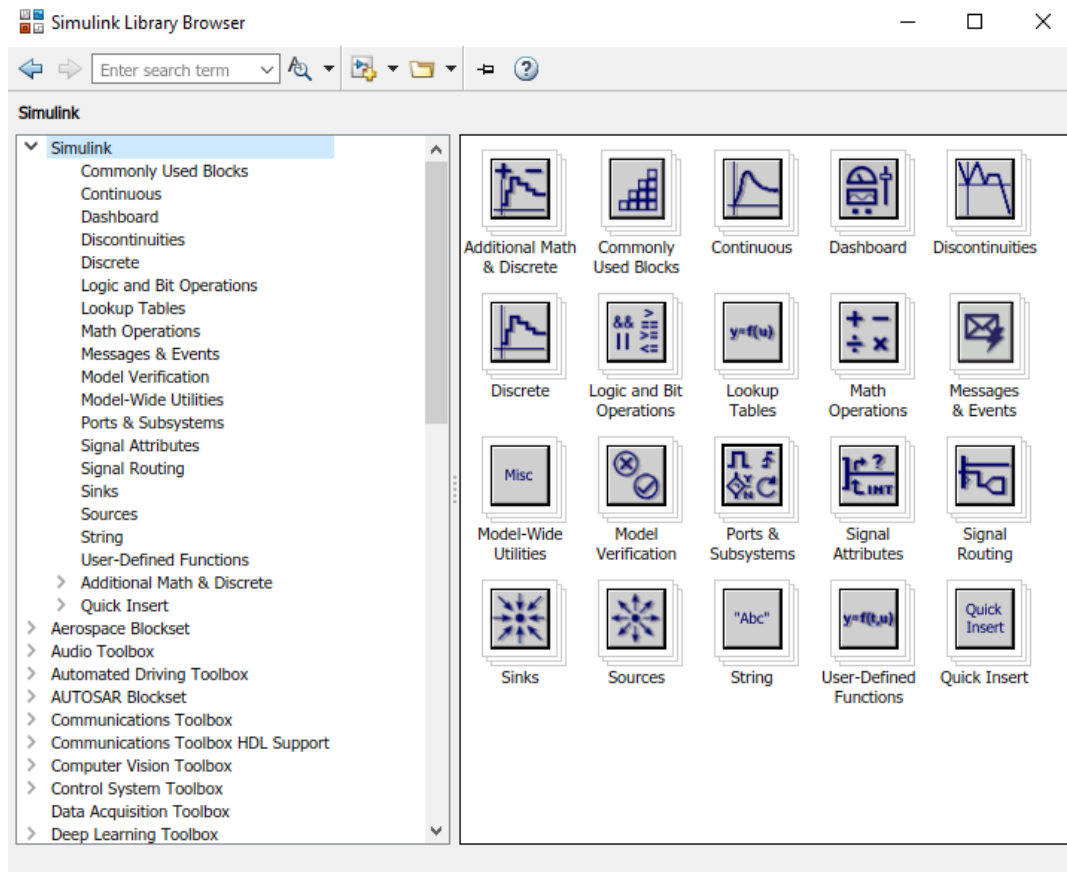 Simulink Library Browser
Enter search term
Simulink
Simulink
Commonly Used Blocks
Continuous
Dashboard
Discontinuities
Discrete
Logic and Bit Operations
Lookup Tables
Math Operations
Messages & Events
Model Verification
Model-Wide Utilities
Ports & Subsystems
Signal Attributes
Signal Routing
Sinks
Sources
String
User-Defined Functions
Additional Math & Discrete
Quick Insert
Aerospace Blockset
Audio Toolbox
Automated Driving Toolbox
AUTOSAR Blockset
Communications Toolbox
Communications Toolbox HDL Support
Computer Vision Toolbox
Control System Toolbox
Data Acquisition Toolbox
Deep Learning Toolbox
Additional Math
& Discrete
Commonly
Used Blocks
Continuous
Dashboard
Discontinuities
Discrete
&& >
|| >=
==
<=
Logic and Bit
Operations
y=f(u)
Lookup
Tables
+ −
÷ ×
Math
Operations
Messages
& Events
Misc
Model-Wide
Utilities
Model
Verification
Y
N
Ports &
Subsystems
?
INT
Signal
Attributes
Signal
Routing
Sinks
Sources
"Abc"
String
y=f(t,u)
User-Defined
Functions
Quick
Insert
Quick Insert